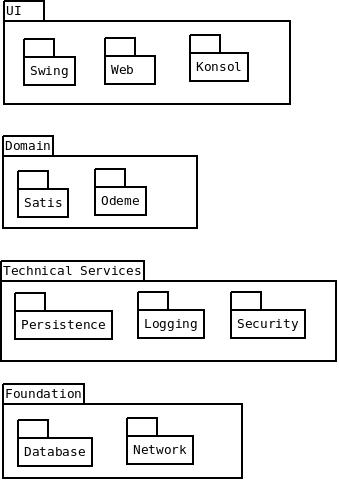 UI
Swing
Web
Konsol
Domain
Satis
Odeme
Technical Services
Persistence
Logging
Security
Foundation
Database
Network